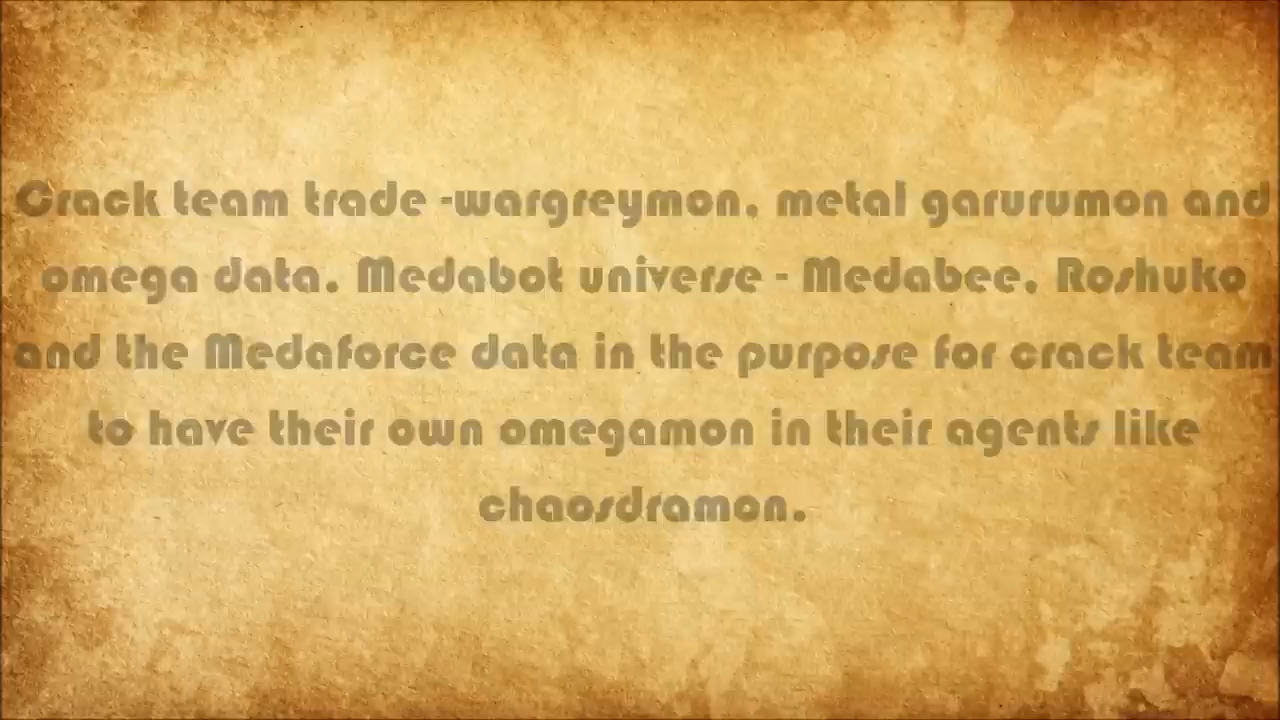 Crack team trade -wargreymon, metal garurumon and
omega data. Medabot universe - Medabee, Roshuko
and the Medaforce data in the purpose for crack team
to have their own omegamon in their agents like
chaosdramon.